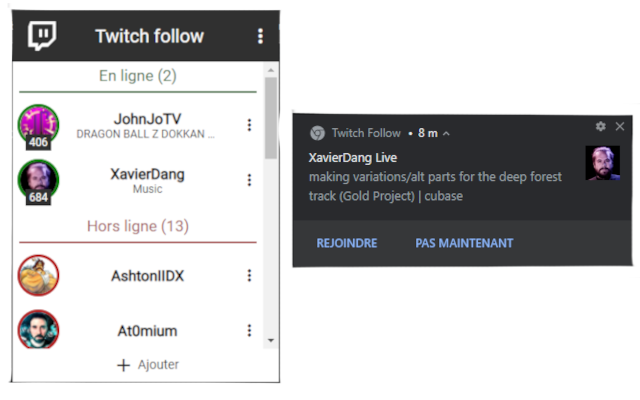 Twitch follow
En ligne (2)
JohnJoTV
DRAGON BALL Z DOKKAN ...
406
XavierDang
Music
684
Hors ligne (13)
AshtonIIDX
At0mium
+ Ajouter
Twitch Follow • 8 m
XavierDang Live
making variations/alt parts for the deep forest
track (Gold Project) | cubase
REJOINDRE PAS MAINTENANT